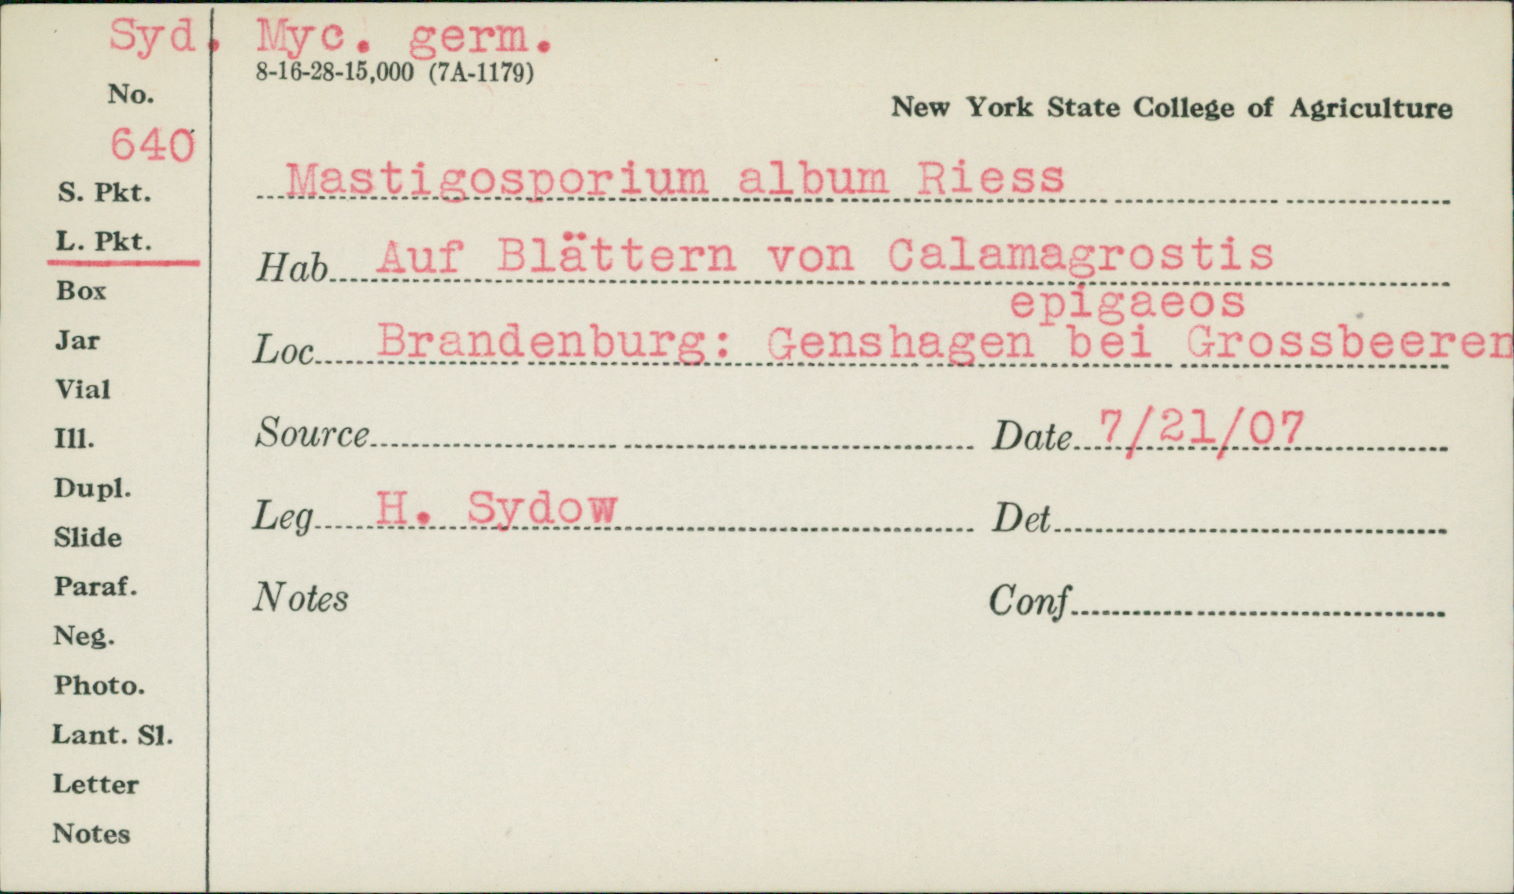 Syd. Myc. germ.
8-16-28-15,000 (7A-1179)
No.
New York State College of Agriculture
640
Mastigosporium album Riess
S. Pkt.
L. Pkt.
Hab. Auf Blättern von Calamagrostis
epigaeos
Box
Loc. Brandenburg: Genshagen bei Grossbeeren
Jar
Vial
Source Date 7/21/07
Ill.
Dupl.
Leg H. Sydow Det
Slide
Paraf.
Notes Conf
Neg.
Photo.
Lant. Sl.
Letter
Notes